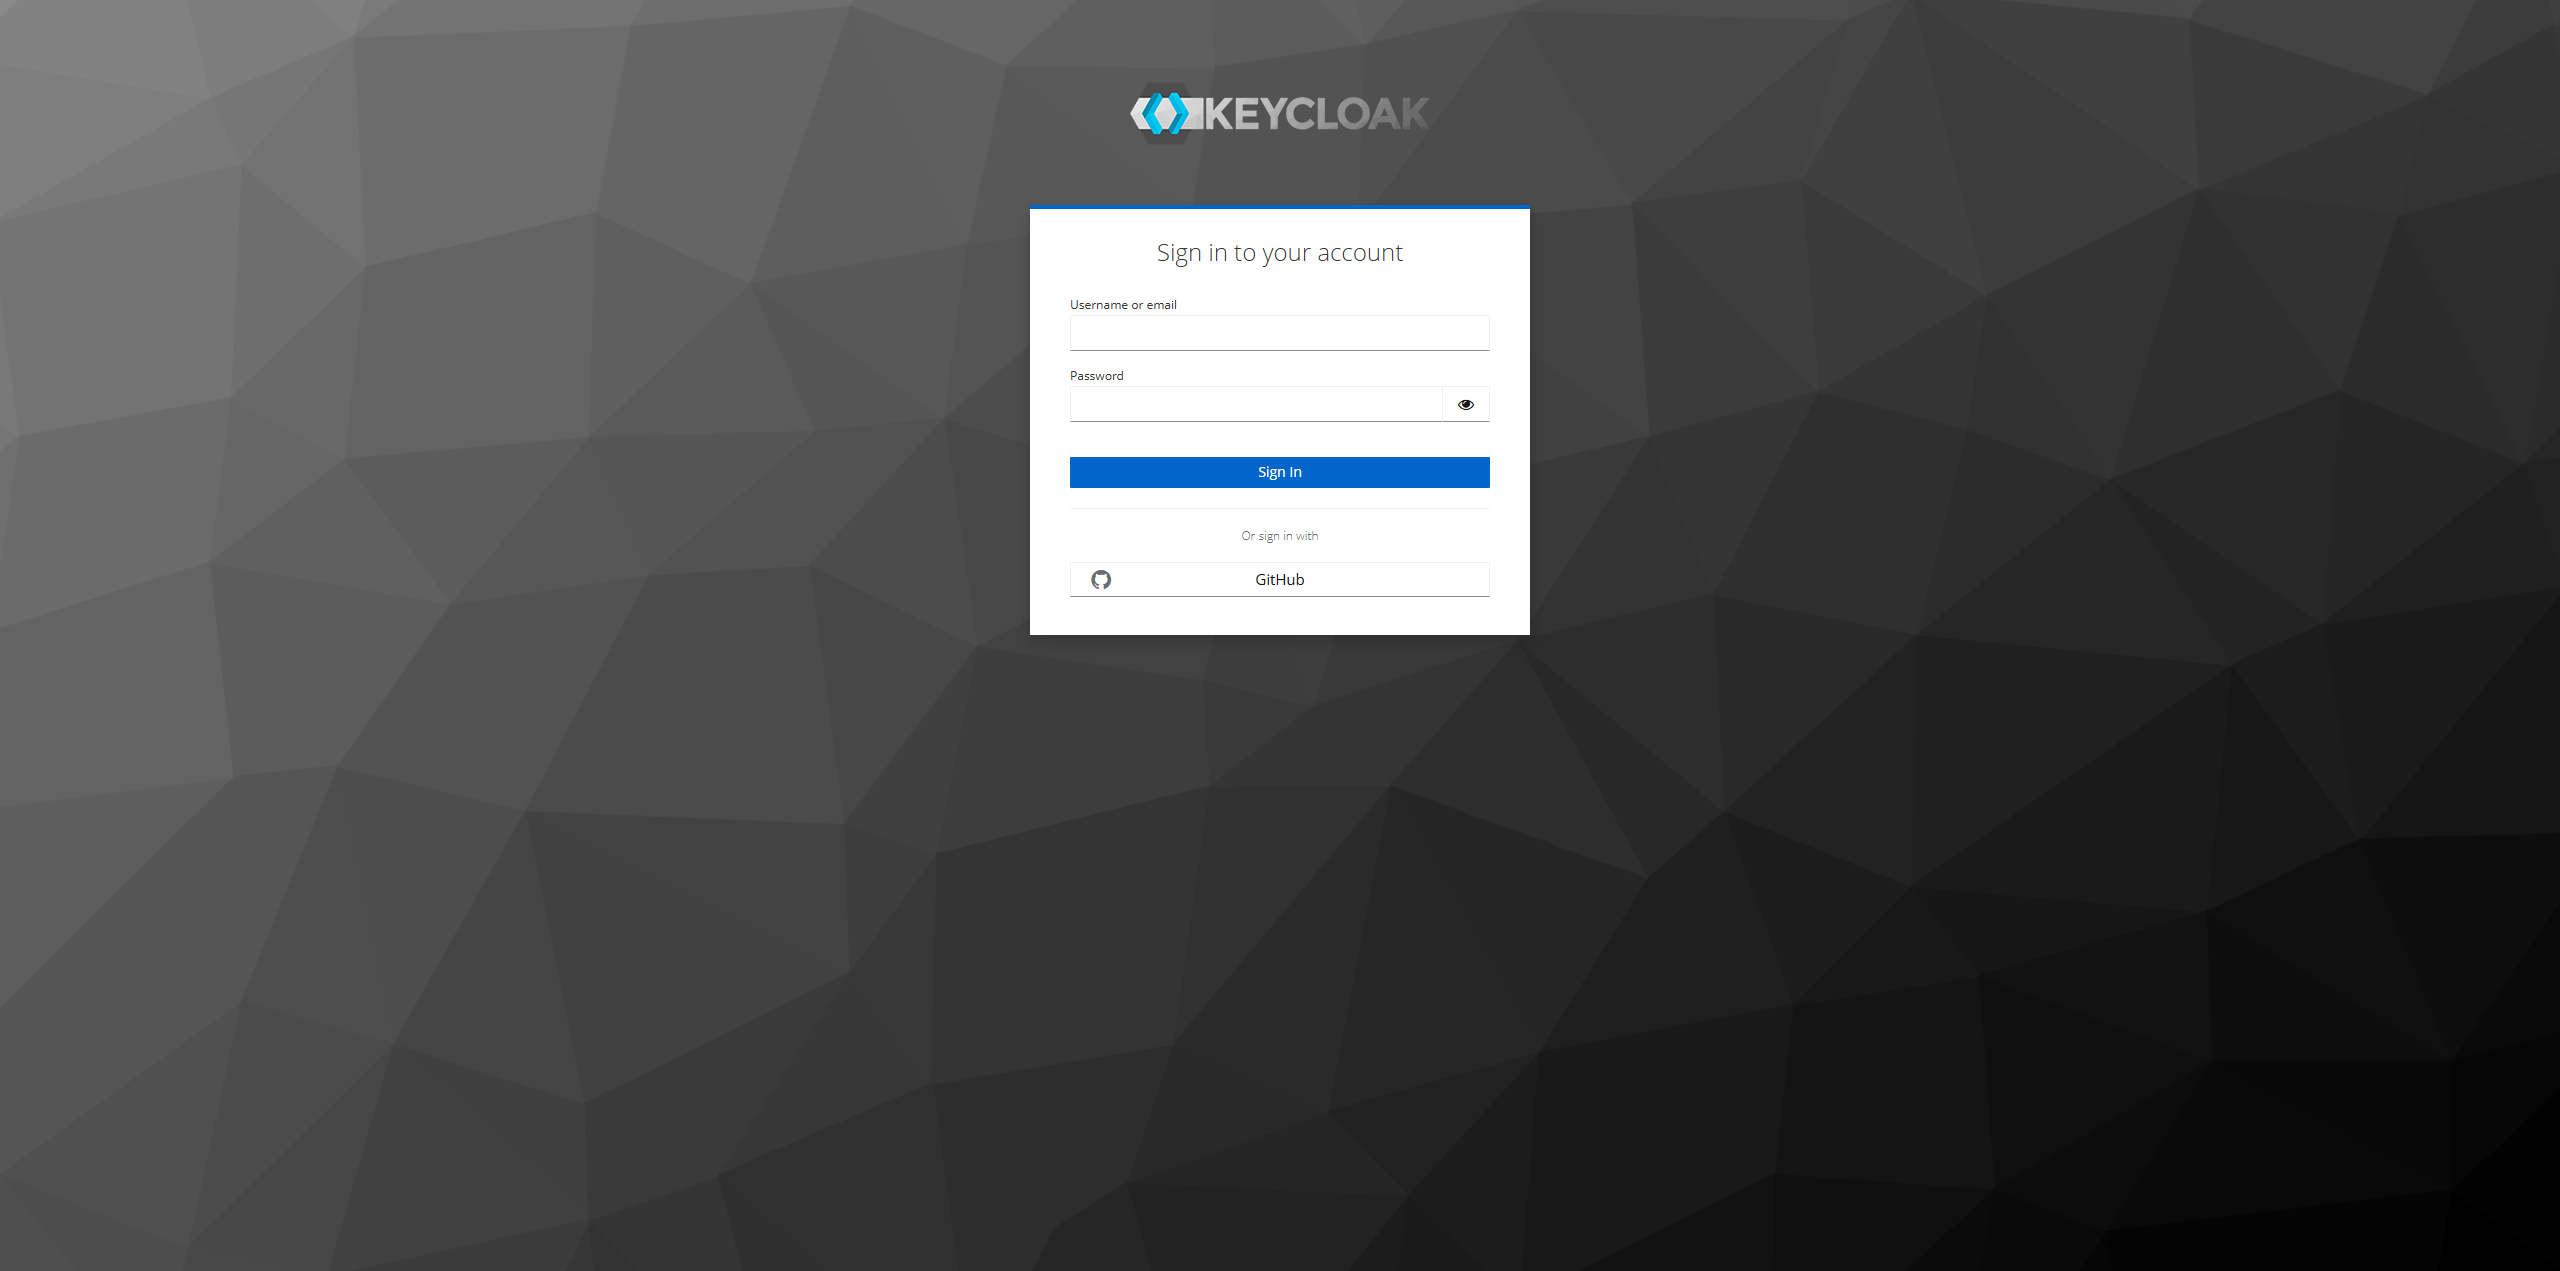 KEYCLOAK
Sign in to your account
Username or email
Password
Sign In
Or sign in with
GitHub